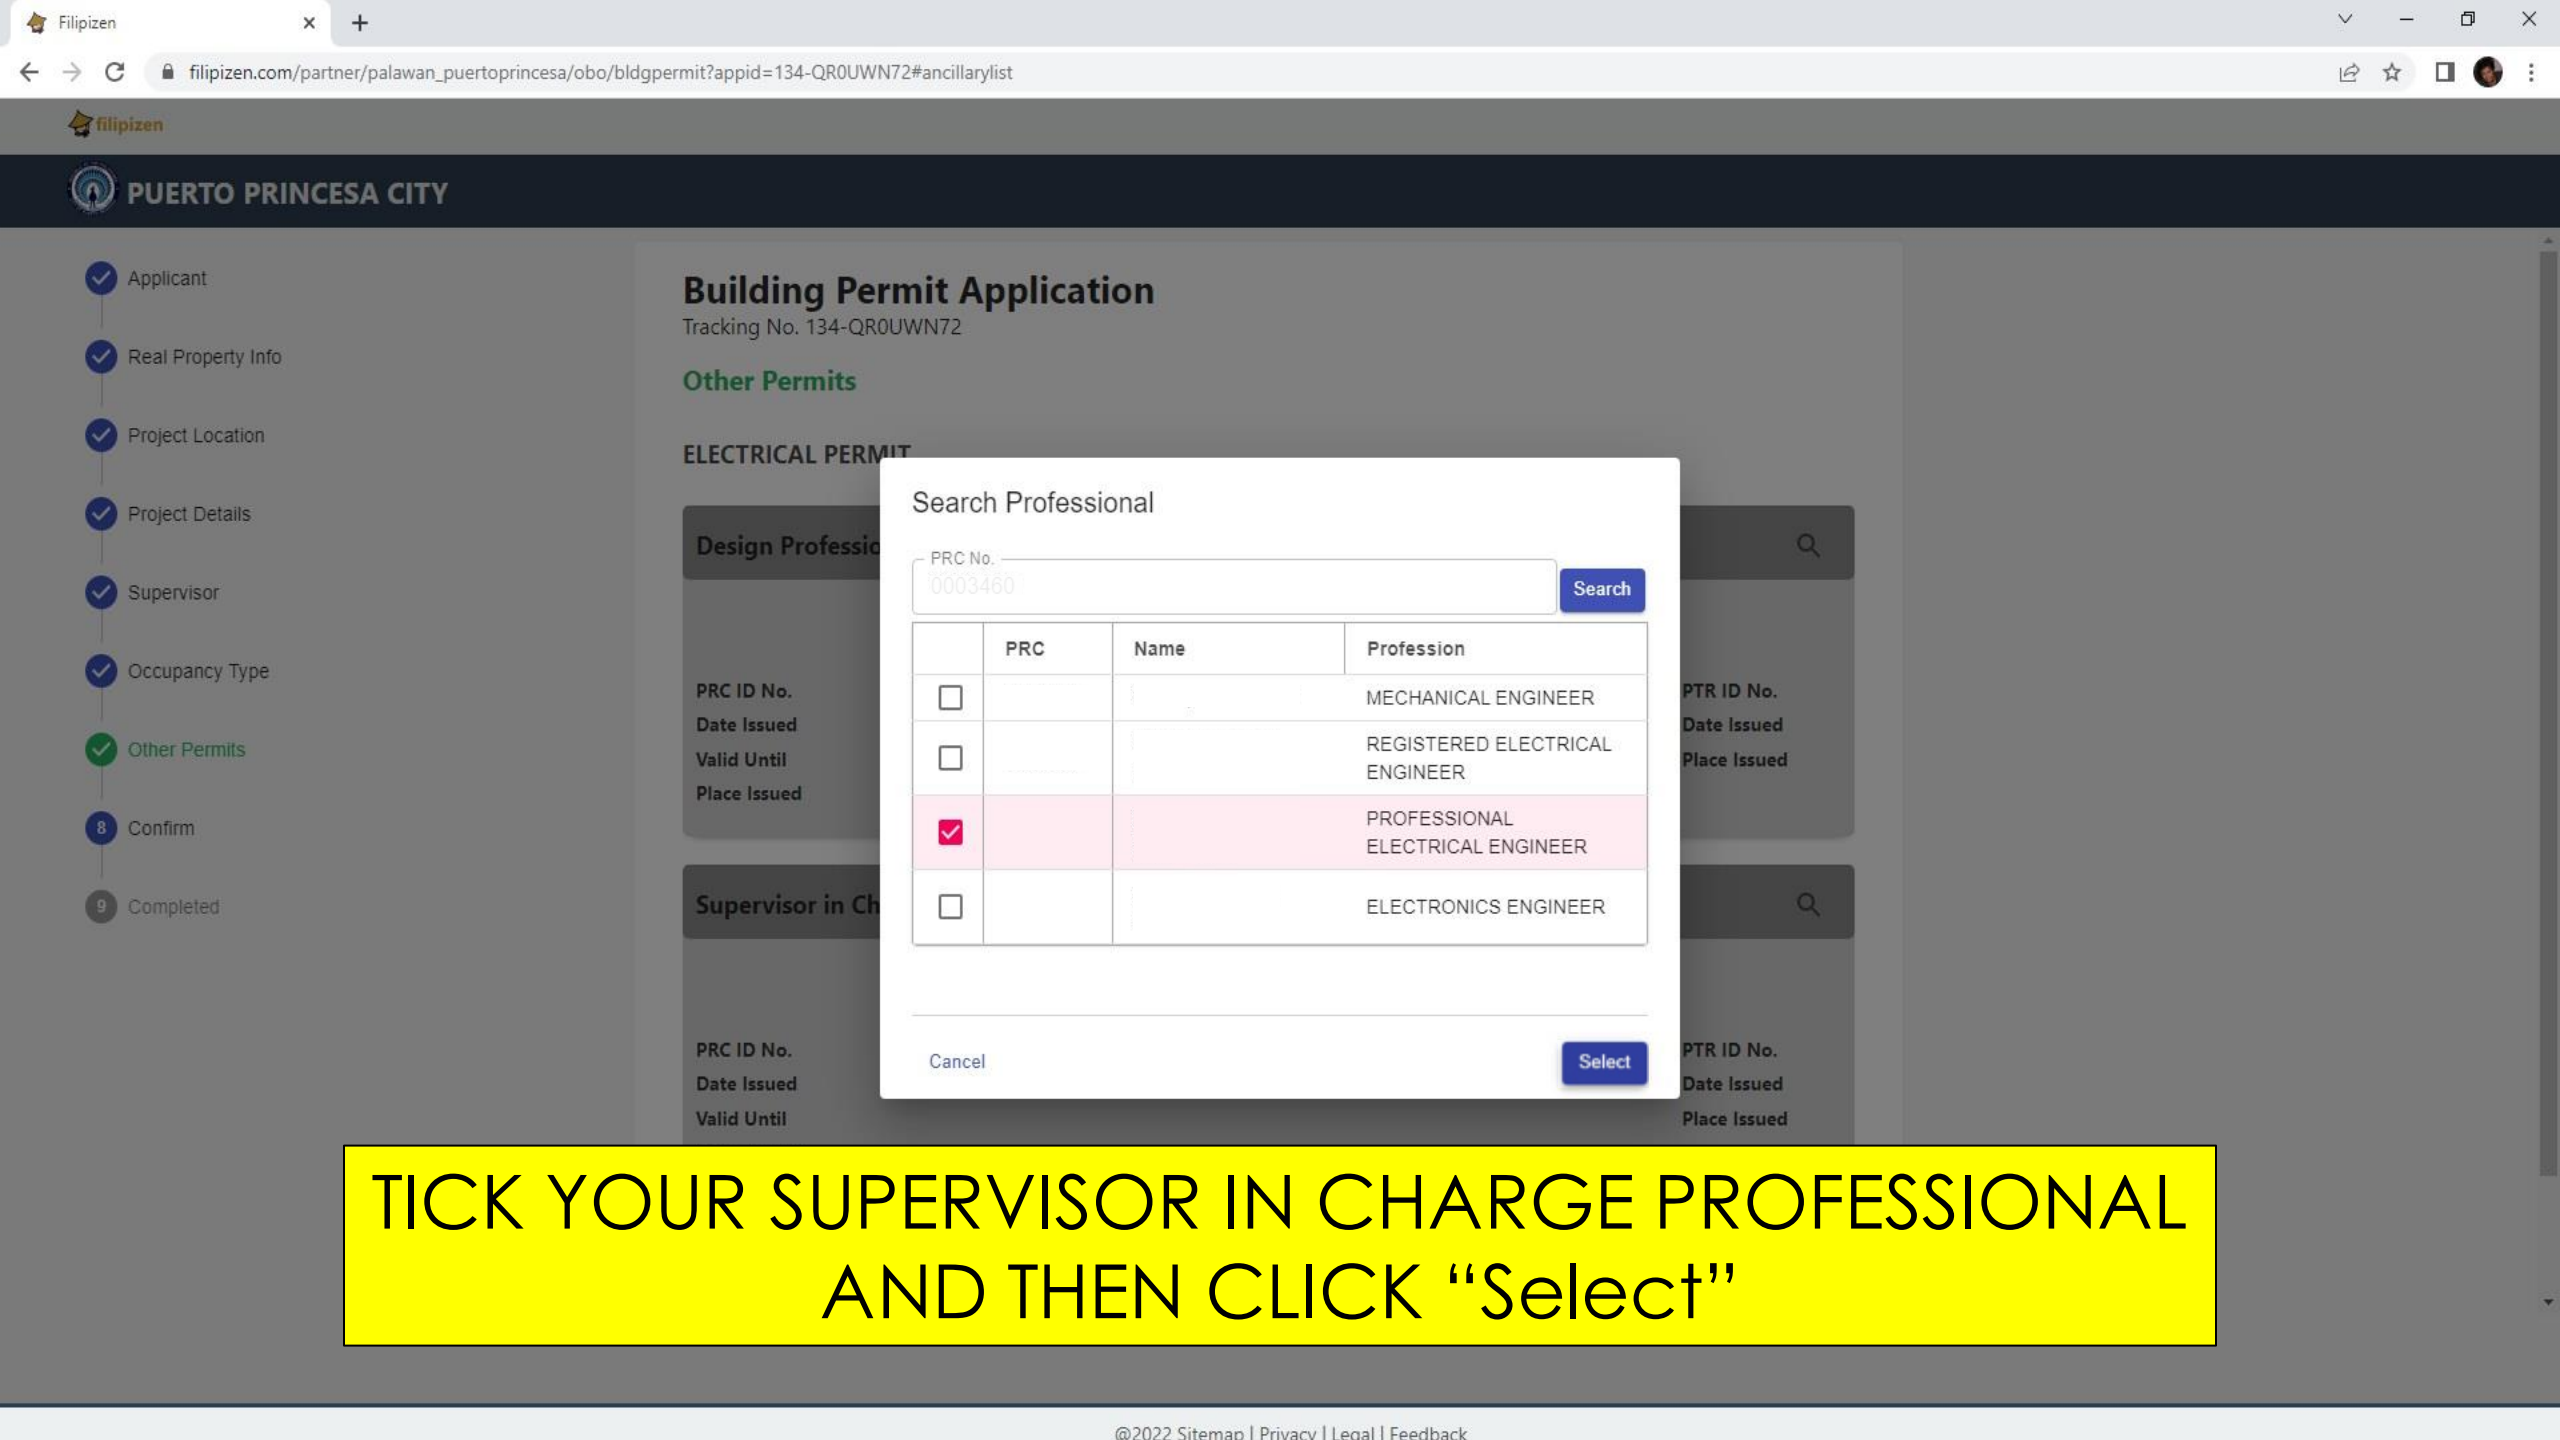 Filipizen
filipizen.com/partner/palawan_puertoprincesa/obo/bldgpermit?appid=134-QR0UWN72#ancillarylist
filipizen
PUERTO PRINCESA CITY
Applicant
Real Property Info
Project Location
Project Details
Supervisor
Occupancy Type
Other Permits
8 Confirm
9 Completed
Building Permit Application
Tracking No. 134-QR0UWN72
Other Permits
ELECTRICAL PERMIT
Design Professio
PRC ID No.
Date Issued
Valid Until
Place Issued
PTR ID No.
Date Issued
Place Issued
Supervisor in Ch
PRC ID No.
Date Issued
Valid Until
PTR ID No.
Date Issued
Place Issued
Search Professional
PRC No.
0003460
Search
PRC Name Profession
MECHANICAL ENGINEER
REGISTERED ELECTRICAL
ENGINEER
PROFESSIONAL
ELECTRICAL ENGINEER
ELECTRONICS ENGINEER
Cancel
Select
TICK YOUR SUPERVISOR IN CHARGE PROFESSIONAL
AND THEN CLICK “Select”
@2022 Sitemap | Privacy | Legal | Feedback